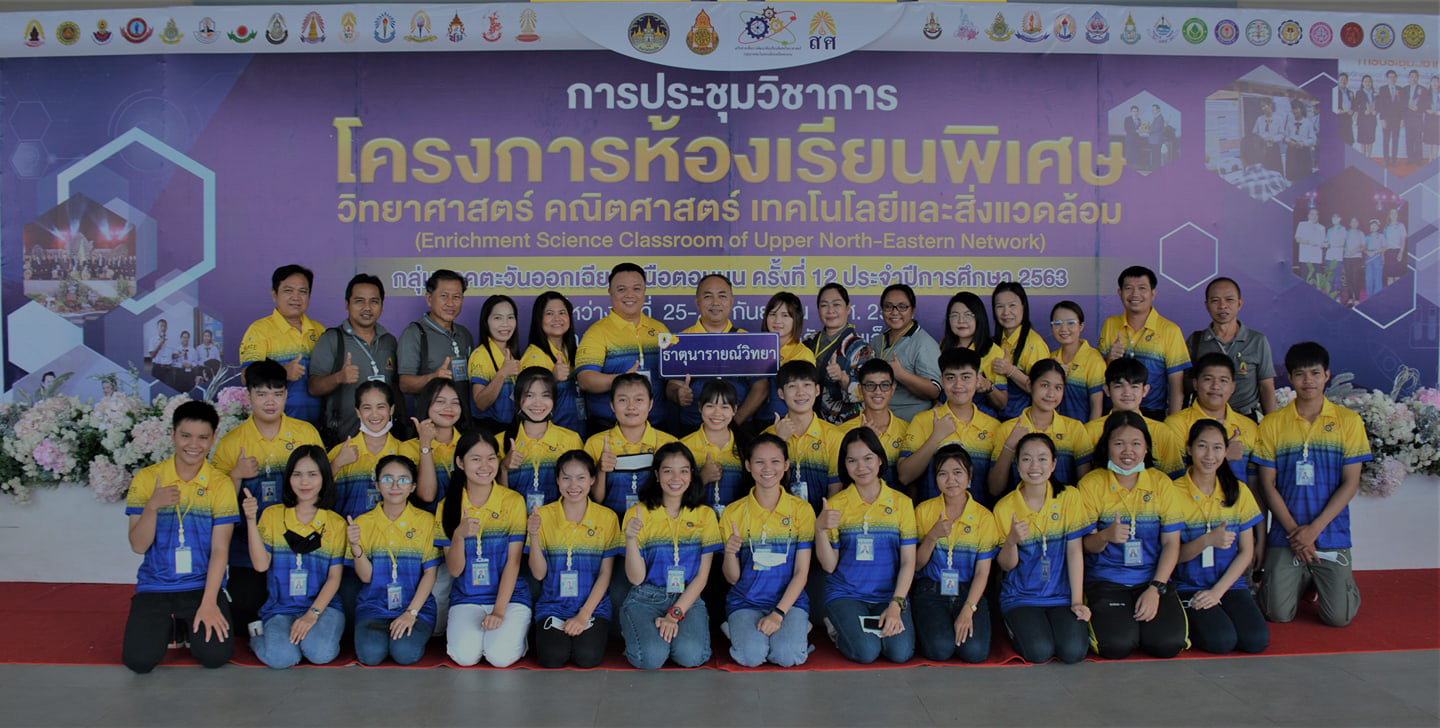 สศ
การประชุมวิชาการ
โครงการห้องเรียนพิเศษ
วิทยาศาสตร์ คณิตศาสตร์ เทคโนโลยีและสิ่งแวดล้อม
(Enrichment Science Classroom of Upper North-Eastern Network)
ครั้งที่ 12 ประจำปีการศึกษา 2563
ที่ 25-
ธาตุนารายณ์วิทยา